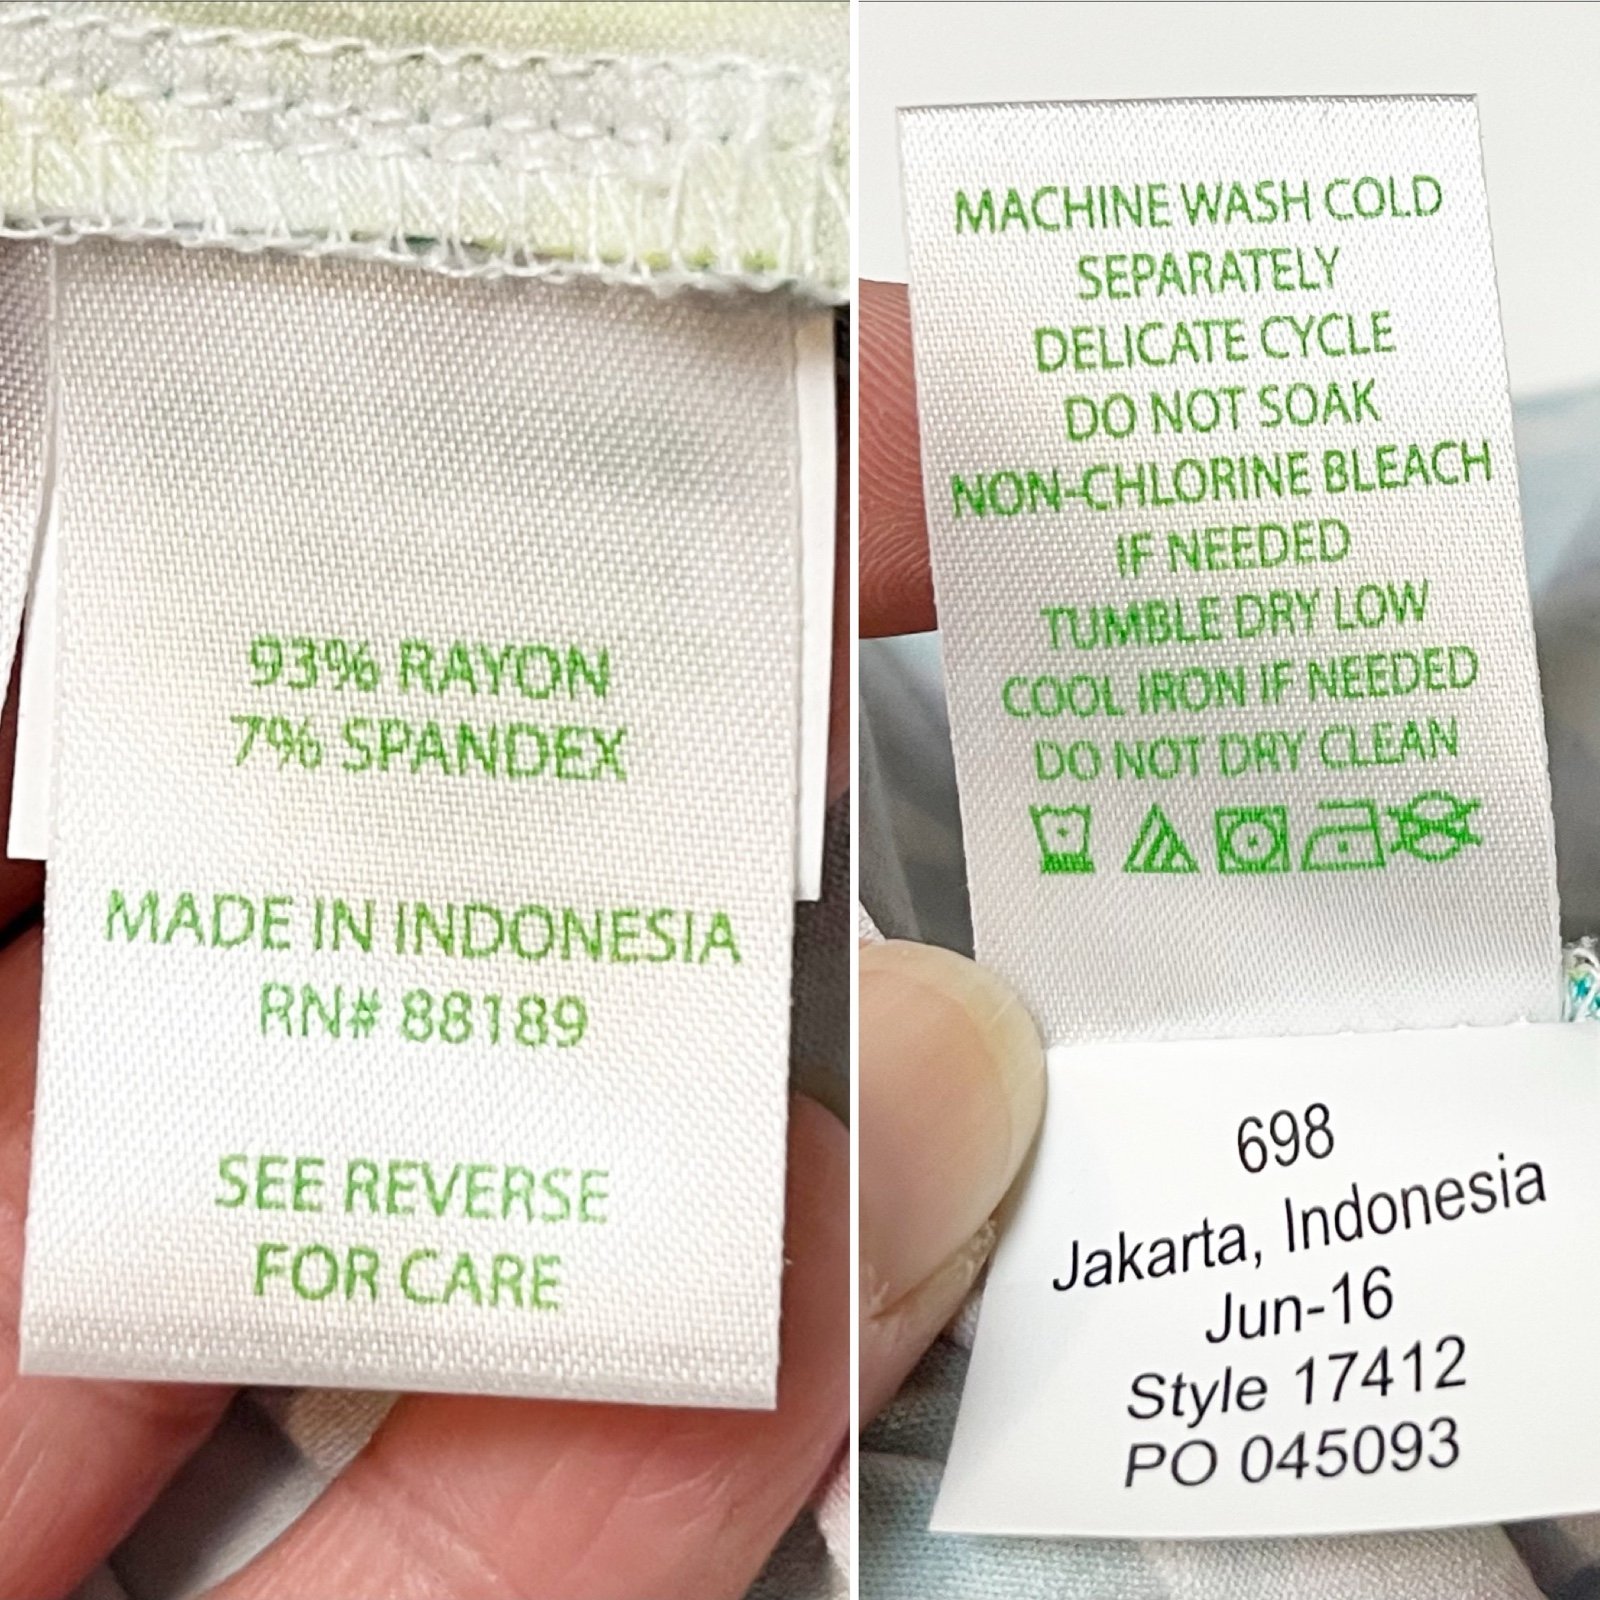 93% RAYON
7% SPANDEX
MADE IN INDONESIA
RN# 88189
SEE REVERSE
FOR CARE
MACHINE WASH COLD
SEPARATELY
DELICATE CYCLE
DO NOT SOAK
NON-CHLORINE BLEACH
IF NEEDED
TUMBLE DRY LOW
COOL IRON IF NEEDED
DO NOT DRY CLEAN
698
Jakarta, Indonesia
Jun-16
Style 17412
PO 045093